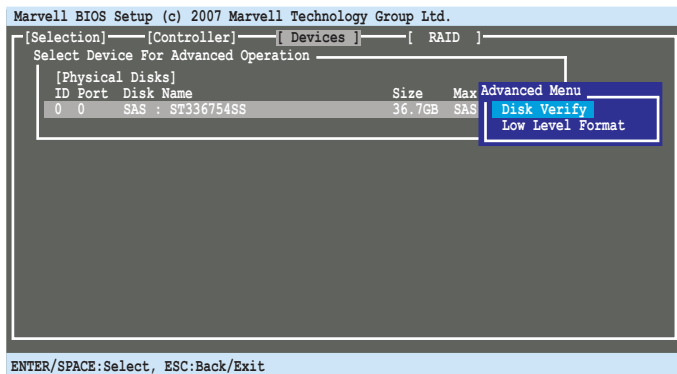 Marvell BIOS Setup (c) 2007 Marvell Technology Group Ltd.
[Selection] [Controller] [ Devices ] [ RAID ]
Select Device For Advanced Operation
[Physical Disks]
ID Port Disk Name Size Max
0 0 SAS : ST336754SS 36.7GB SAS
Advanced Menu
Disk Verify
Low Level Format
ENTER/SPACE:Select, ESC:Back/Exit